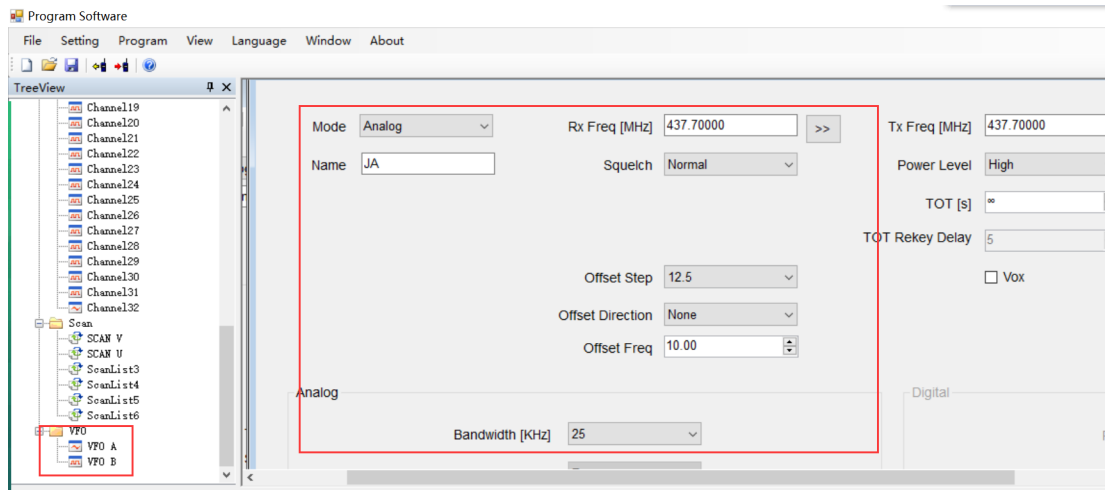 Program Software
File Setting Program View Language Window About
TreeView
Channel19
Channel20
Channel21
Channel22
Channel23
Channel24
Channel25
Channel26
Channel27
Channel28
Channel29
Channel30
Channel31
Channel32
Scan
SCAN V
SCAN U
ScanList3
ScanList4
ScanList5
ScanList6
VFO
VFO A
VFO B
Mode Analog Rx Freq [MHz] 437.70000 >> Tx Freq [MHz] 437.70000
Name JA Squelch Normal Power Level High
TOT [s] ∞
TOT Rekey Delay 5
Offset Step 12.5 Vox
Offset Direction None
Offset Freq 10.00
Analog Digital
Bandwidth [KHz] 25